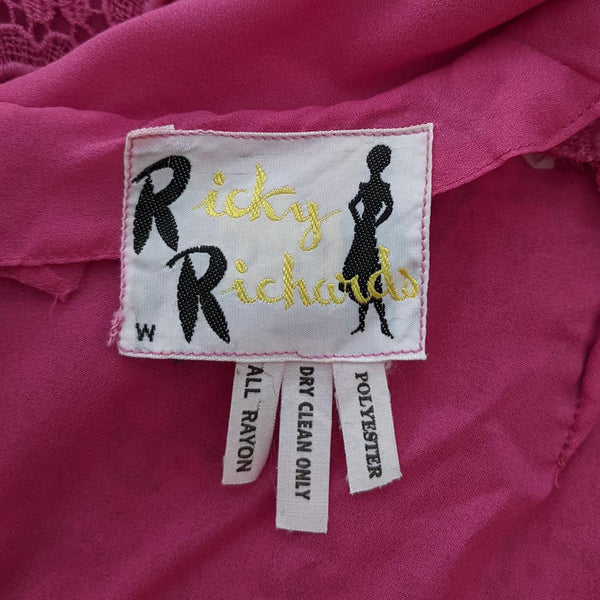 Ricky
Richards
W
ALL RAYON
DRY CLEAN ONLY
POLYESTER